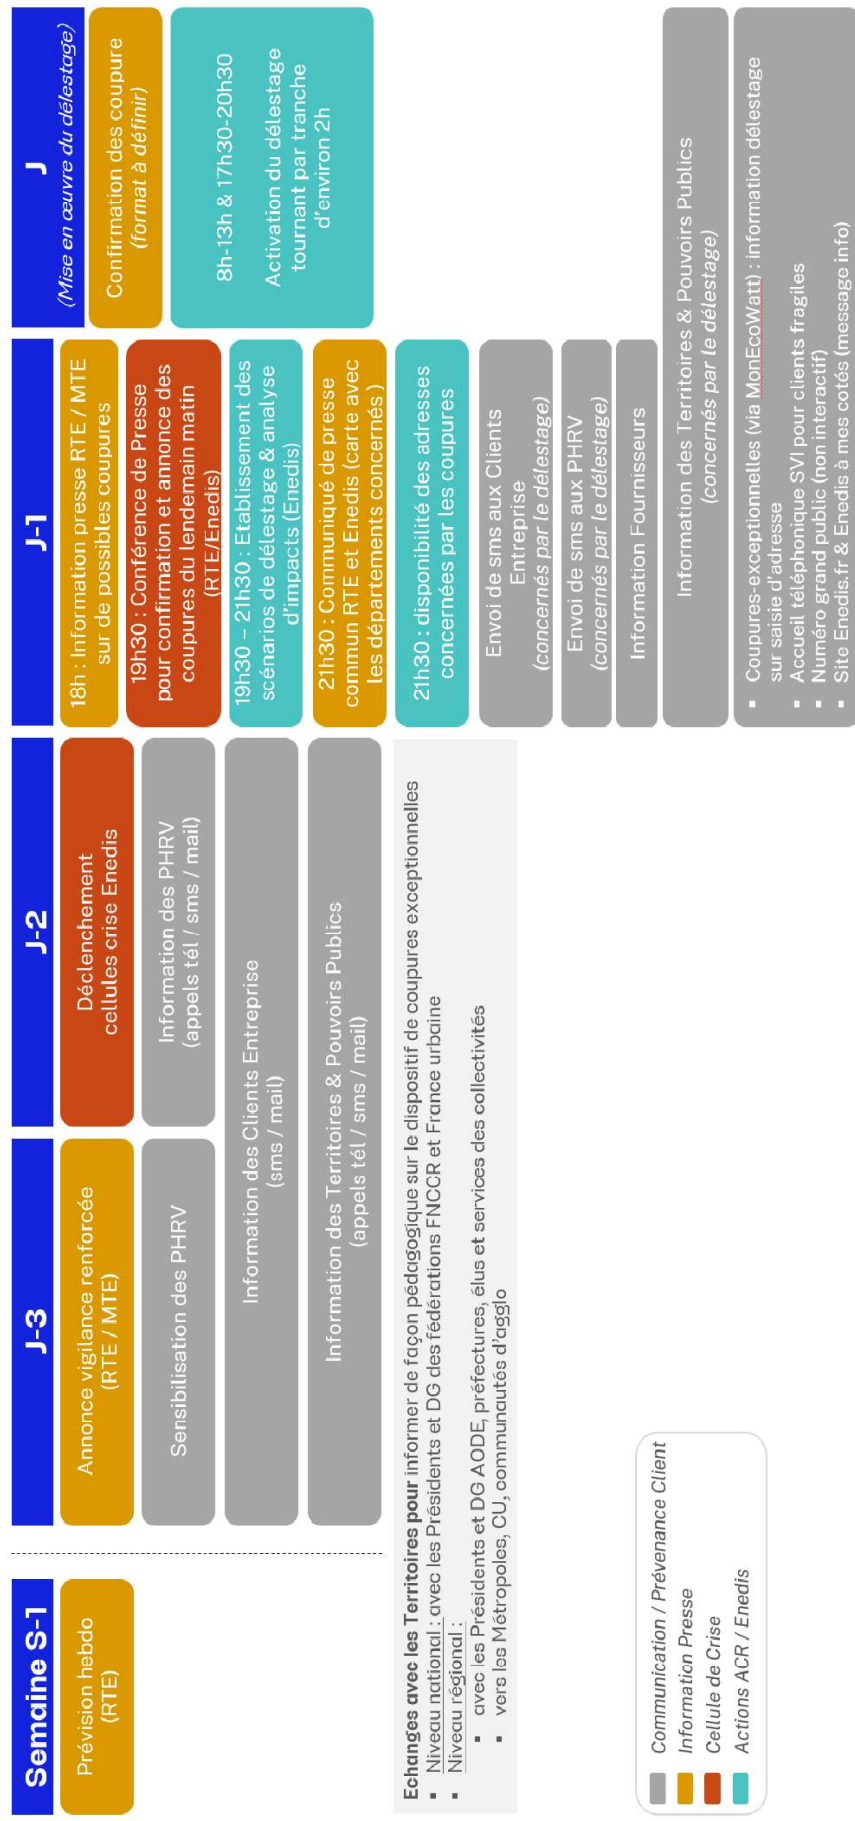 Semaine S-1
Prévision hebdo
(RTE)
J-3
Annonce vigilance renforcée
(RTE / MTE)
Sensibilisation des PHRV
J-2
Déclenchement
cellules crise Enedis
Information des PHRV
(appels tél / sms / mail)
Information des Clients Entreprise
(sms / mail)
Information des Territoires & Pouvoirs Publics
(appels tél / sms / mail)
J-1
18h : Information presse RTE / MTE
sur de possibles coupures
19h30 : Conférence de Presse
pour confirmation et annonce des
coupures du lendemain matin
(RTE/Enedis)
19h30 – 21h30 : Etablissement des
scénarios de délestage & analyse
d'impacts (Enedis)
21h30 : Communiqué de presse
commun RTE et Enedis (carte avec
les départements concernés )
21h30 : disponibilité des adresses
concernées par les coupures
Envoi de sms aux Clients
Entreprise
(concernés par le délestage)
Envoi de sms aux PHRV
(concernés par le délestage)
Information Fournisseurs
J
(Mise en œuvre du délestage)
Confirmation des coupure
(format à définir)
8h-13h & 17h30-20h30
Activation du délestage
tournant par tranche
d'environ 2h
Information des Territoires & Pouvoirs Publics
(concernés par le délestage)
▪ Coupures-exceptionnelles (via MonEcoWatt) : information délestage
sur saisie d'adresse
▪ Accueil téléphonique SVI pour clients fragiles
▪ Numéro grand public (non interactif)
▪ Site Enedis.fr & Enedis à mes cotés (message info)
Echanges avec les Territoires pour informer de façon pédagogique sur le dispositif de coupures exceptionnelles
▪ Niveau national : avec les Présidents et DG des fédérations FNCCR et France urbaine
▪ Niveau régional :
▪ avec les Présidents et DG AODE, préfectures, élus et services des collectivités
▪ vers les Métropoles, CU, communautés d'agglo
Communication / Prévenance Client
Information Presse
Cellule de Crise
Actions ACR / Enedis